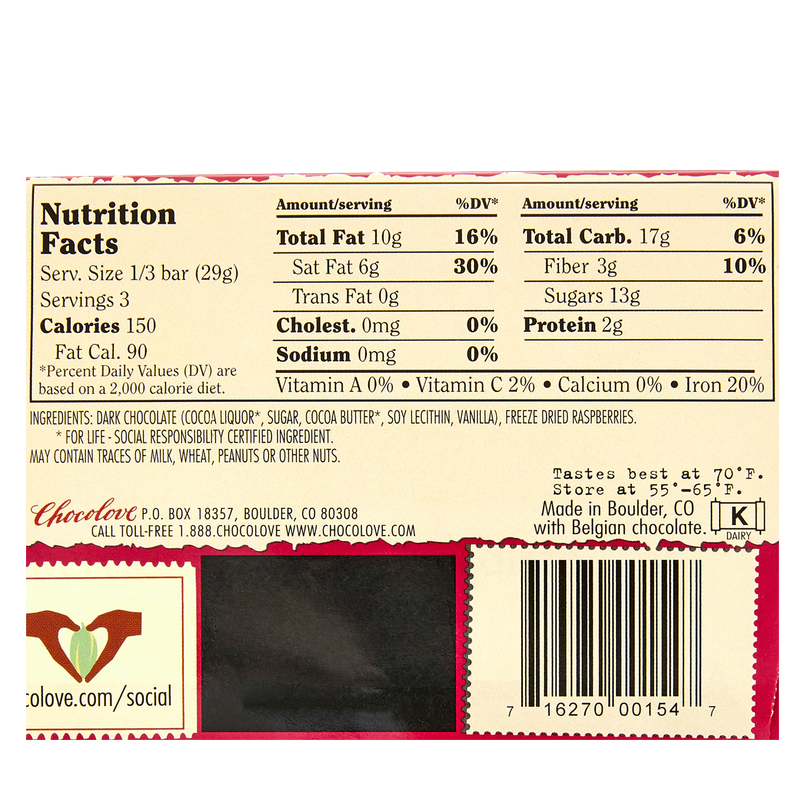 Nutrition
Facts
Serv. Size 1/3 bar (29g)
Servings 3
Calories 150
Fat Cal. 90
*Percent Daily Values (DV) are
based on a 2,000 calorie diet.
Amount/serving %DV*
Total Fat 10g 16%
Sat Fat 6g 30%
Trans Fat 0g
Cholest. 0mg 0%
Sodium 0mg 0%
Amount/serving %DV*
Total Carb. 17g 6%
Fiber 3g 10%
Sugars 13g
Protein 2g
Vitamin A 0% • Vitamin C 2% • Calcium 0% • Iron 20%
INGREDIENTS: DARK CHOCOLATE (COCOA LIQUOR*, SUGAR, COCOA BUTTER*, SOY LECITHIN, VANILLA), FREEZE DRIED RASPBERRIES.
* FOR LIFE - SOCIAL RESPONSIBILITY CERTIFIED INGREDIENT.
MAY CONTAIN TRACES OF MILK, WHEAT, PEANUTS OR OTHER NUTS.
Tastes best at 70°F.
Store at 55°-65°F.
Chocolove P.O. BOX 18357, BOULDER, CO 80308
CALL TOLL-FREE 1.888.CHOCOLOVE WWW.CHOCOLOVE.COM
Made in Boulder, CO
with Belgian chocolate.
K
DAIRY
colove.com/social
7 16270 00154 7